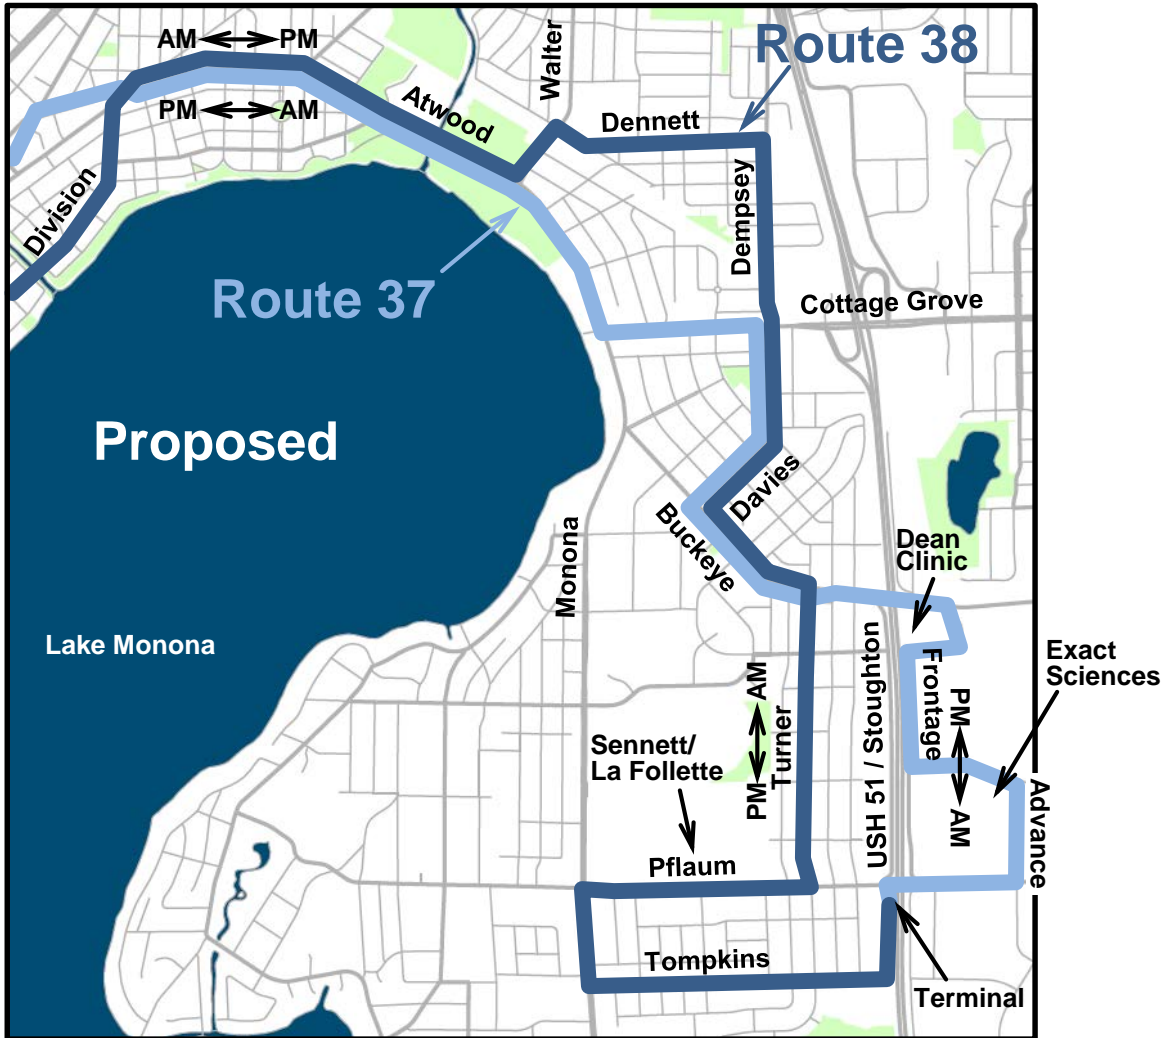 AM
PM
Walter
Route 38
PM
AM
Atwood
Dennett
Division
Dempsey
Route 37
Cottage Grove
Proposed
Davies
Buckeye
Monona
Dean
Clinic
Lake Monona
USH 51 / Stoughton
Frontage
Exact
Sciences
AM
PM
Turner
PM
AM
Sennett/
La Follette
Advance
Pflaum
Tompkins
Terminal